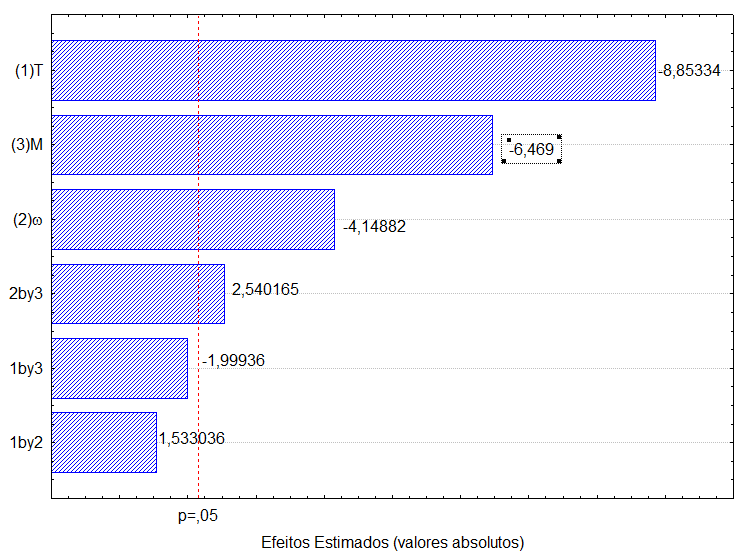 (1)T
-8,85334
(3)M
-6,469
(2)ω
-4,14882
2by3
2,540165
1by3
-1,99936
1by2
1,533036
p=,05
Efeitos Estimados (valores absolutos)